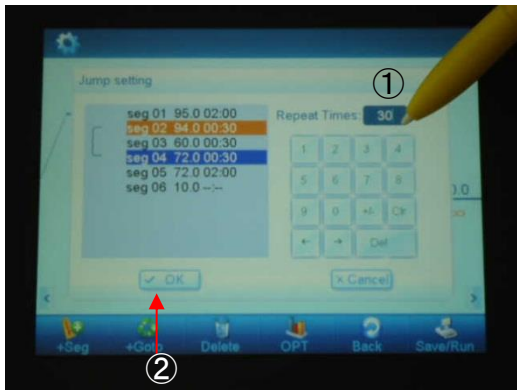 ①
Jump setting
seg 01 95.0 02:00
seg 02 94.0 00:30
seg 03 60.0 00:30
seg 04 72.0 00:30
seg 05 72.0 02:00
seg 06 10.0 --:--
Repeat Times: 30
1 2 3 4
5 6 7 8
9 0 +/- Clr
← → Del
✓ OK
× Cancel
0.0
+Seg +Goto Delete OPT Back Save/Run
②